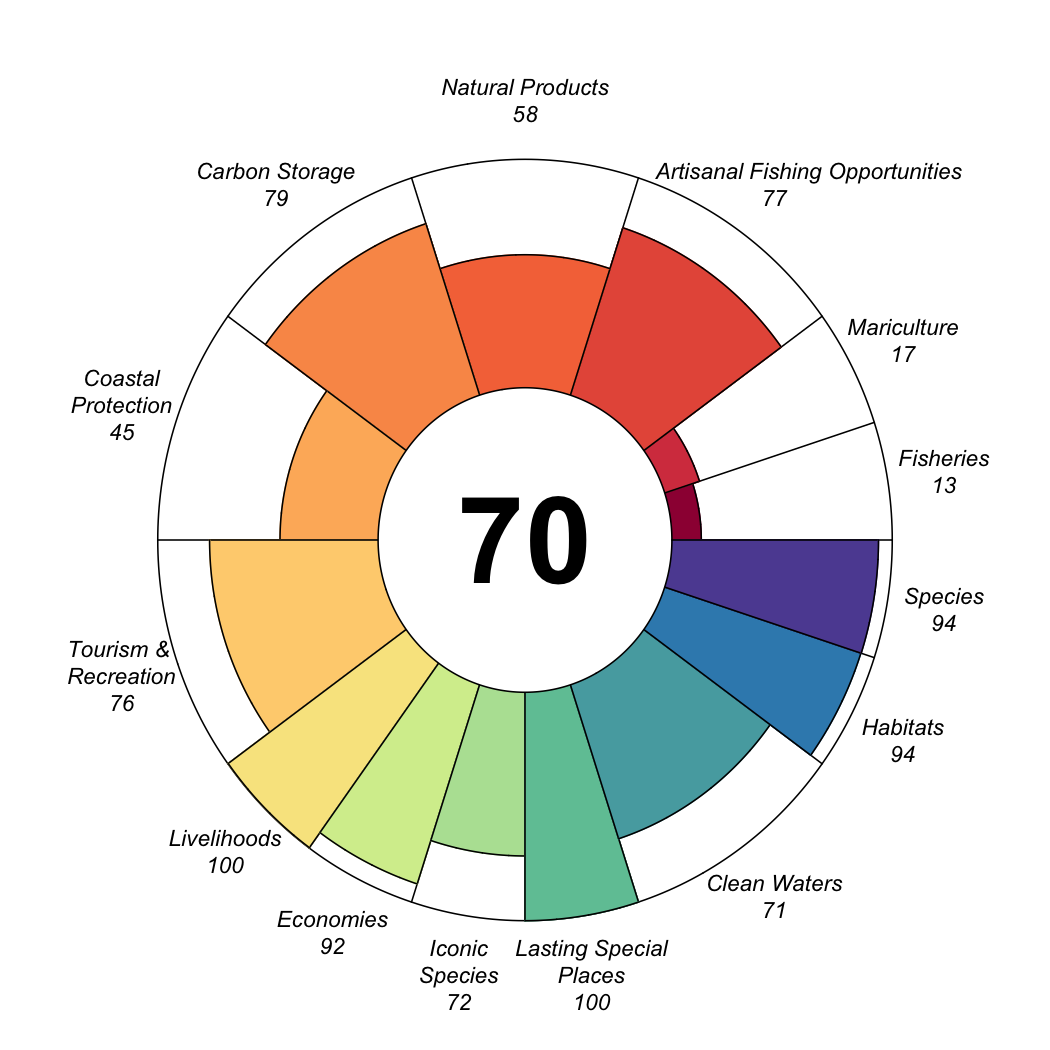 Natural Products
58
Carbon Storage
79
Artisanal Fishing Opportunities
77
Mariculture
17
Coastal
Protection
45
Fisheries
13
70
Species
94
Tourism &
Recreation
76
Habitats
94
Livelihoods
100
Clean Waters
71
Economies
92
Iconic
Species
72
Lasting Special
Places
100